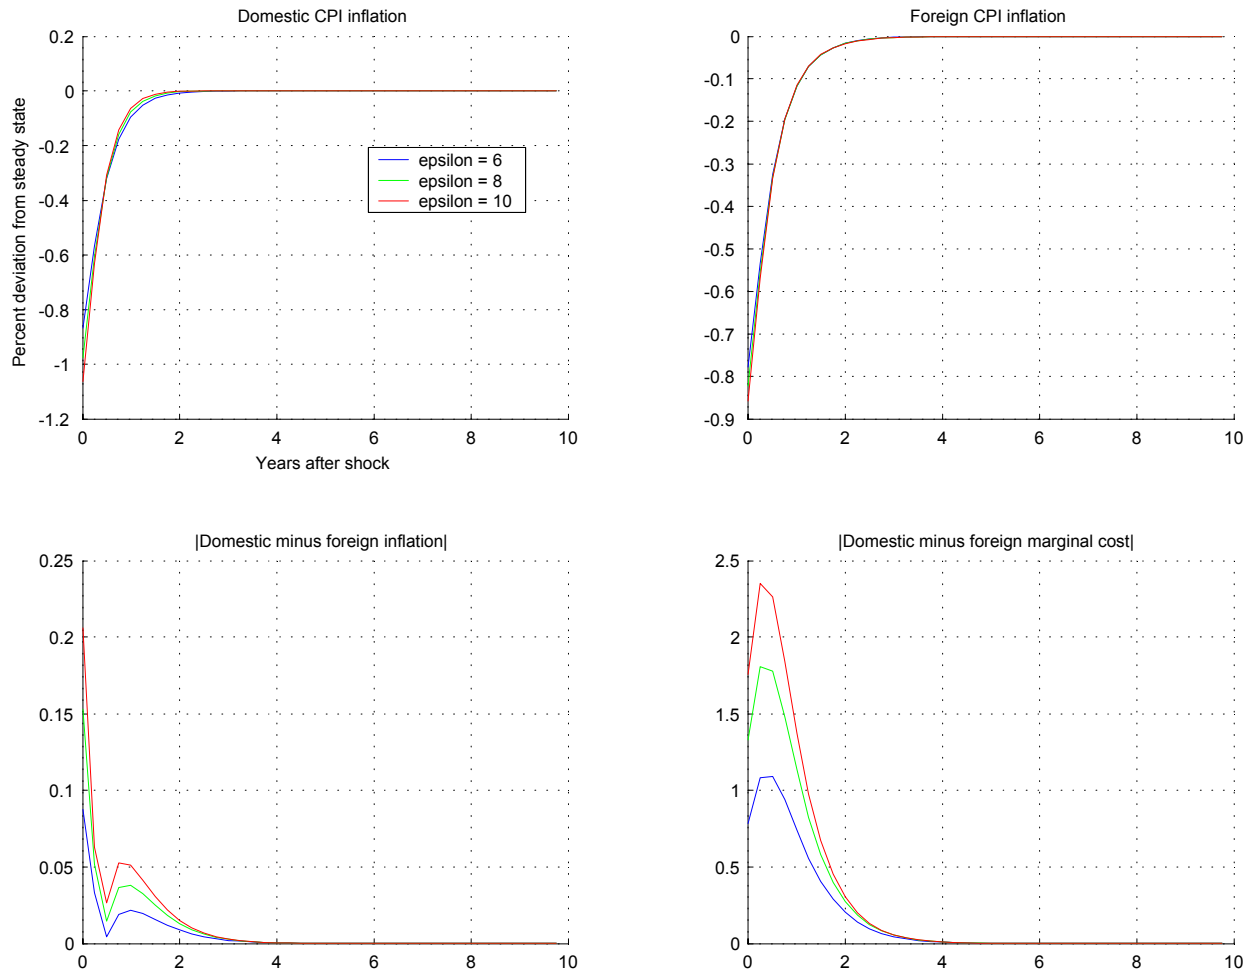 Domestic CPI inflation
0.2
0
-0.2
-0.4
-0.6
-0.8
-1
-1.2
Percent deviation from steady state
epsilon = 6
epsilon = 8
epsilon = 10
0 2 4 6 8 10
Years after shock
Foreign CPI inflation
0
-0.1
-0.2
-0.3
-0.4
-0.5
-0.6
-0.7
-0.8
-0.9
0 2 4 6 8 10
|Domestic minus foreign inflation|
0.25
0.2
0.15
0.1
0.05
0
0 2 4 6 8 10
|Domestic minus foreign marginal cost|
2.5
2
1.5
1
0.5
0
0 2 4 6 8 10